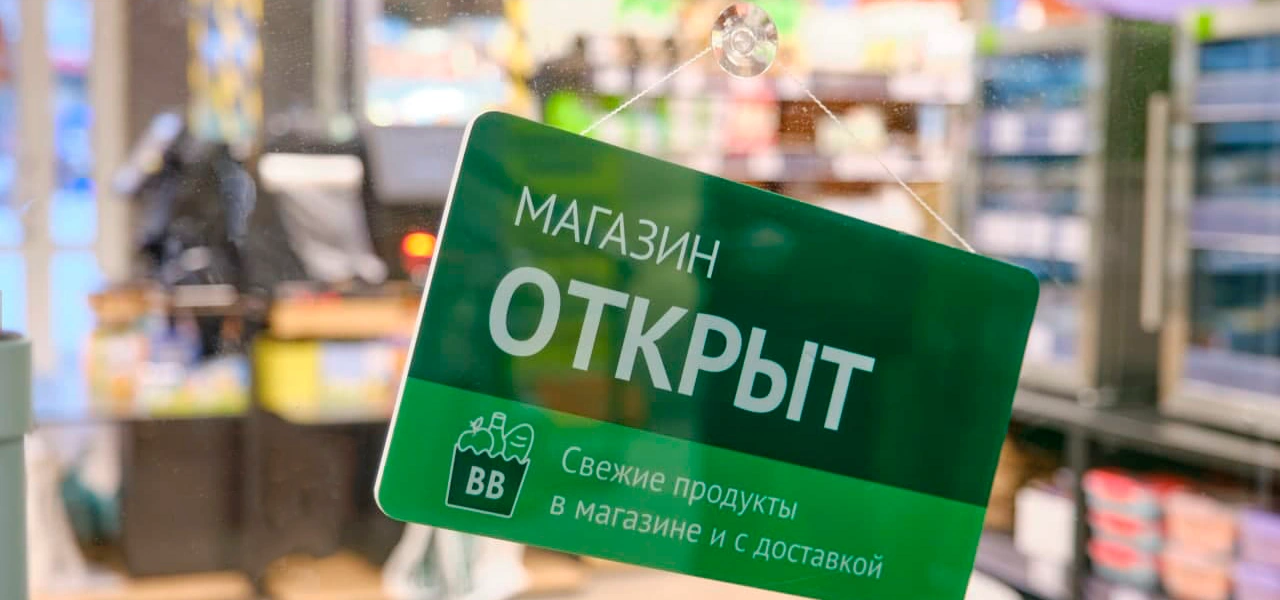 МАГАЗИН
ОТКРЫТ
ВВ
Свежие продукты
в магазине и с доставкой